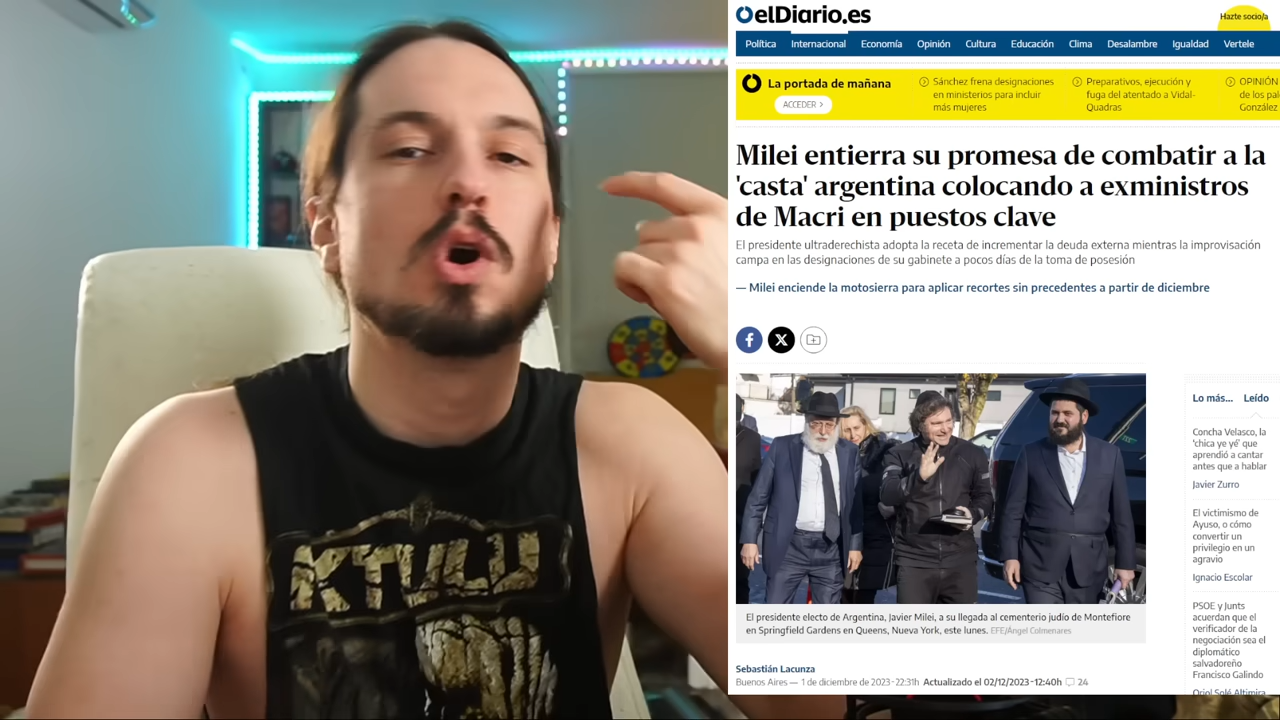 KTULU
elDiario.es
Hazte socio/a
Política Internacional Economía Opinión Cultura Educación Clima Desalambre Igualdad Vertele
La portada de mañana
ACCEDER >
Sánchez frena designaciones
en ministerios para incluir
más mujeres
Preparativos, ejecución y
fuga del atentado a Vidal-
Quadras
OPINIÓN
de los pal
González
Milei entierra su promesa de combatir a la
'casta' argentina colocando a exministros
de Macri en puestos clave
El presidente ultraderechista adopta la receta de incrementar la deuda externa mientras la improvisación
campa en las designaciones de su gabinete a pocos días de la toma de posesión
— Milei enciende la motosierra para aplicar recortes sin precedentes a partir de diciembre
El presidente electo de Argentina, Javier Milei, a su llegada al cementerio judío de Montefiore
en Springfield Gardens en Queens, Nueva York, este lunes. EFE/Ángel Colmenares
Sebastián Lacunza
Buenos Aires — 1 de diciembre de 2023 - 22:31h Actualizado el 02/12/2023 - 12:40h 24
Lo más... Leído
Concha Velasco, la
'chica ye yé' que
aprendió a cantar
antes que a hablar
Javier Zurro
El victimismo de
Ayuso, o cómo
convertir un
privilegio en un
agravio
Ignacio Escolar
PSOE y Junts
acuerdan que el
verificador de la
negociación sea el
diplomático
salvadoreño
Francisco Galindo
Oriol Solé Altimira